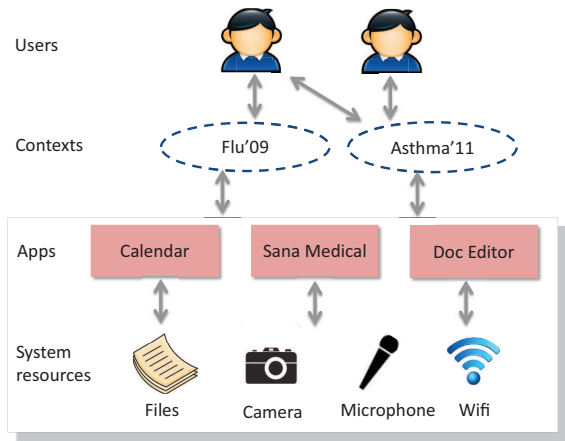 Users
Contexts
Flu’09
Asthma’11
Apps
Calendar
Sana Medical
Doc Editor
System
resources
Files
Camera
Microphone
Wifi